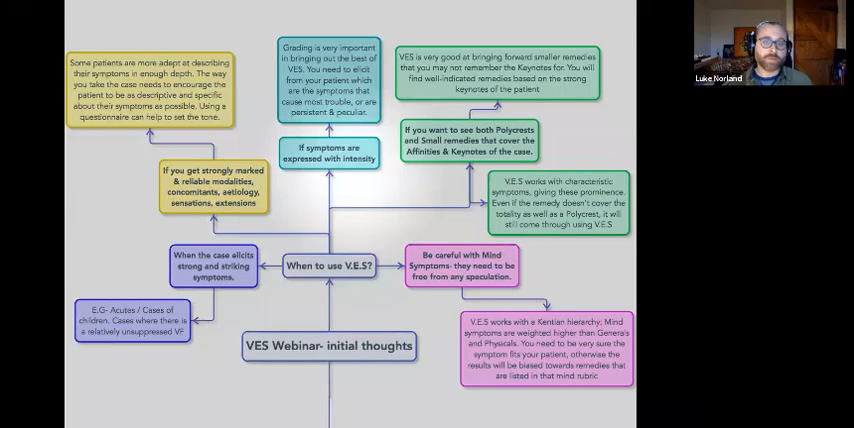 Some patients are more adept at describing
their symptoms in enough depth. The way
you take the case needs to encourage the
patient to be as descriptive and specific
about their symptoms as possible. Using a
questionnaire can help to set the tone.
Grading is very important
in bringing out the best of
VES. You need to elicit
from your patient which
are the symptoms that
cause most trouble, or are
persistent & peculiar.
VES is very good at bringing forward smaller remedies
that you may not remember the Keynotes for. You will
find well-indicated remedies based on the strong
keynotes of the patient
Luke Norland
If you get strongly marked
& reliable modalities,
concomitants, aetiology,
sensations, extensions
If symptoms are
expressed with intensity
If you want to see both Polycrests
and Small remedies that cover the
Affinities & Keynotes of the case.
V.E.S works with characteristic
symptoms, giving these prominence.
Even if the remedy doesn't cover the
totality as well as a Polycrest, it will
still come through using V.E.S
When the case elicits
strong and striking
symptoms.
When to use V.E.S?
Be careful with Mind
Symptoms- they need to be
free from any speculation.
E.G- Acutes / Cases of
children. Cases where there is
a relatively unsuppressed VF
VES Webinar- initial thoughts
V.E.S works with a Kentian hierarchy; Mind
symptoms are weighted higher than Generals
and Physicals. You need to be very sure the
symptom fits your patient, otherwise the
results will be biased towards remedies that
are listed in that mind rubric